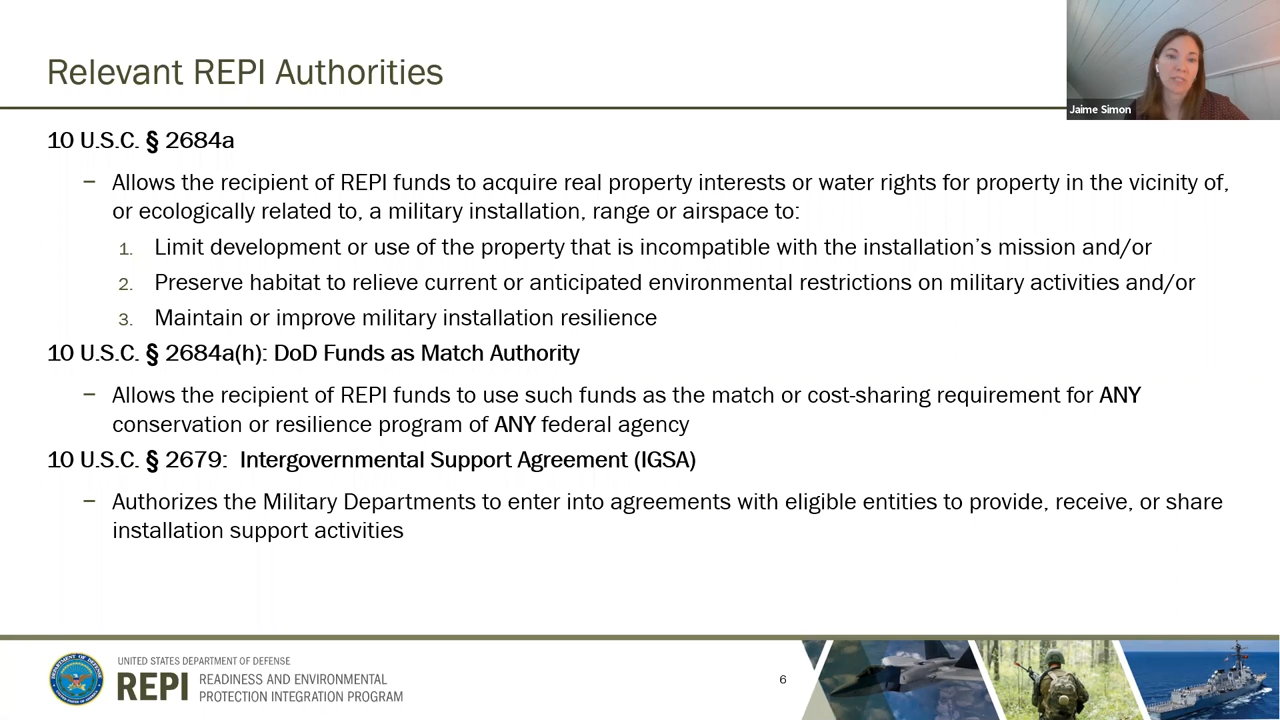 Relevant REPI Authorities
Jaime Simon
10 U.S.C. § 2684a
− Allows the recipient of REPI funds to acquire real property interests or water rights for property in the vicinity of,
or ecologically related to, a military installation, range or airspace to:
1. Limit development or use of the property that is incompatible with the installation's mission and/or
2. Preserve habitat to relieve current or anticipated environmental restrictions on military activities and/or
3. Maintain or improve military installation resilience
10 U.S.C. § 2684a(h): DoD Funds as Match Authority
− Allows the recipient of REPI funds to use such funds as the match or cost-sharing requirement for ANY
conservation or resilience program of ANY federal agency
10 U.S.C. § 2679: Intergovernmental Support Agreement (IGSA)
− Authorizes the Military Departments to enter into agreements with eligible entities to provide, receive, or share
installation support activities
UNITED STATES DEPARTMENT OF DEFENSE
REPI READINESS AND ENVIRONMENTAL
PROTECTION INTEGRATION PROGRAM
6